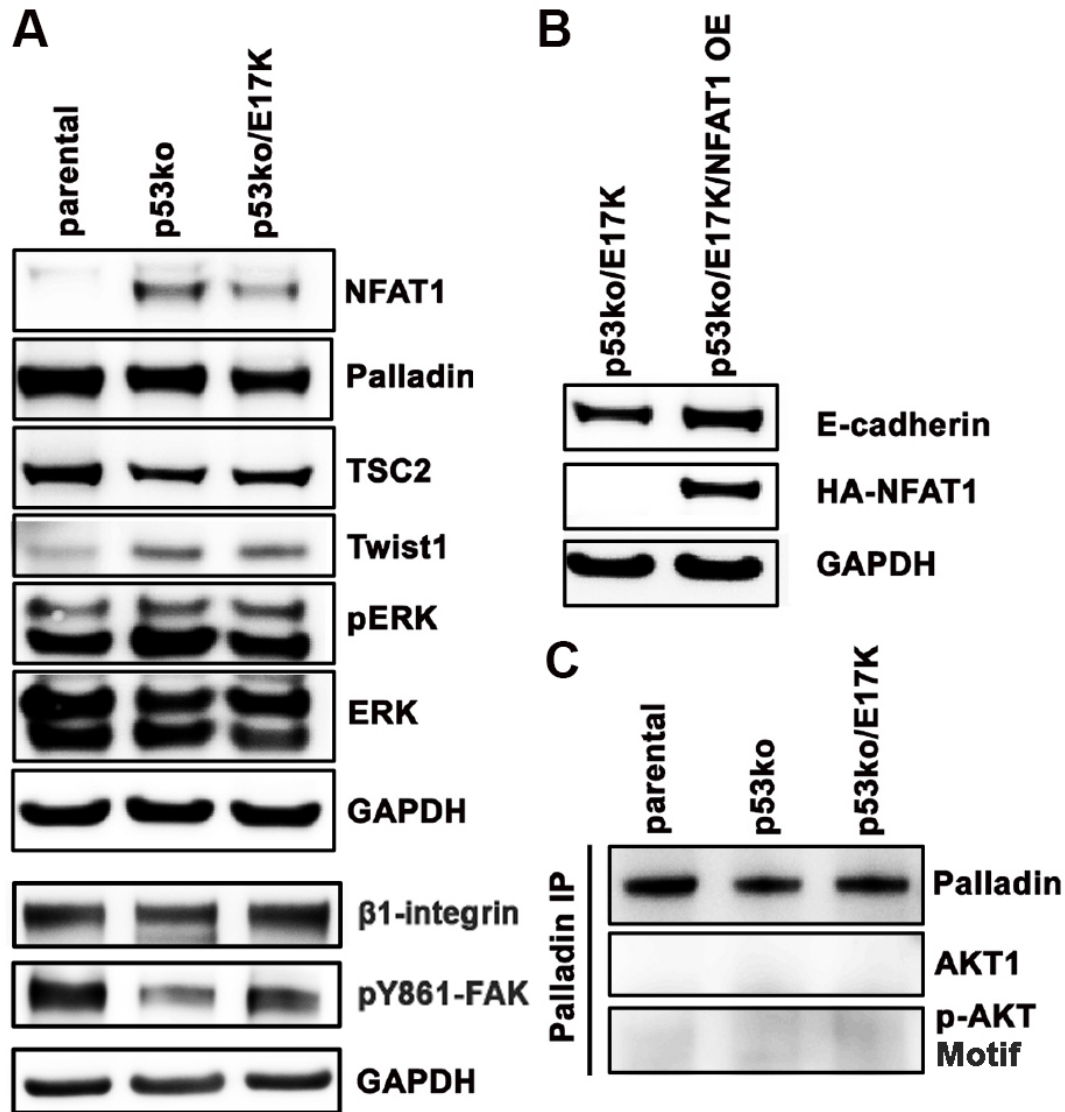 A
parental
p53ko
p53ko/E17K
NFAT1
Palladin
TSC2
Twist1
pERK
ERK
GAPDH
β1-integrin
pY861-FAK
GAPDH
B
p53ko/E17K
p53ko/E17K/NFAT1 OE
E-cadherin
HA-NFAT1
GAPDH
C
parental
p53ko
p53ko/E17K
Palladin IP
Palladin
AKT1
p-AKT
Motif